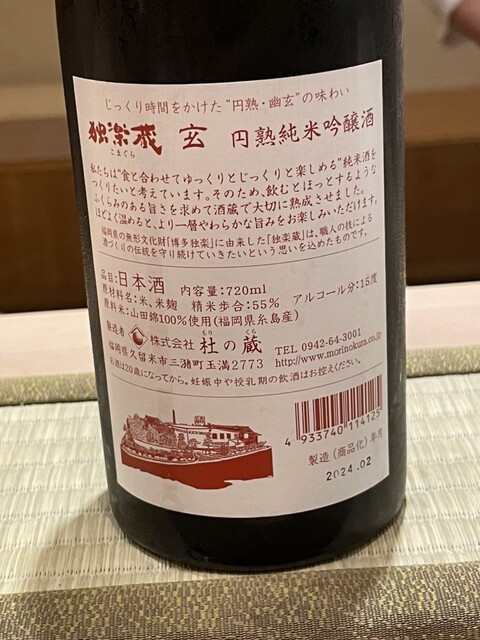 じっくり時間をかけた"円熟・幽玄"の味わい
独楽蔵 玄 円熟純米吟醸酒
こまぐら
私たちは"食と合わせてゆっくりとじっくりと楽しめる"純米酒を
つくりたいと考えています。そのため、飲むとほっとするような
ふくらみのある旨さを求めて酒蔵で大切に熟成させました。
ほどよく温めると、より一層やわらかな旨みをお楽しみいただけます。
福岡県の無形文化財「博多独楽」に由来した「独楽蔵」は、職人の技による
酒づくりの伝統を守り続けていきたいという思いを込めたものです。
品目:日本酒 内容量:720ml
原材料名:米、米麹 精米歩合:55% アルコール分:15度
原料米:山田錦100%使用(福岡県糸島産)
製造者 株式会社 杜の蔵 TEL 0942-64-3001
もり くら
福岡県久留米市三潴町玉満2773 http://www.morinokura.co.jp
お酒は20歳になってから。妊娠中や授乳期の飲酒はお控えください。
4 933740 114125
製造(商品化)年月
2024.02